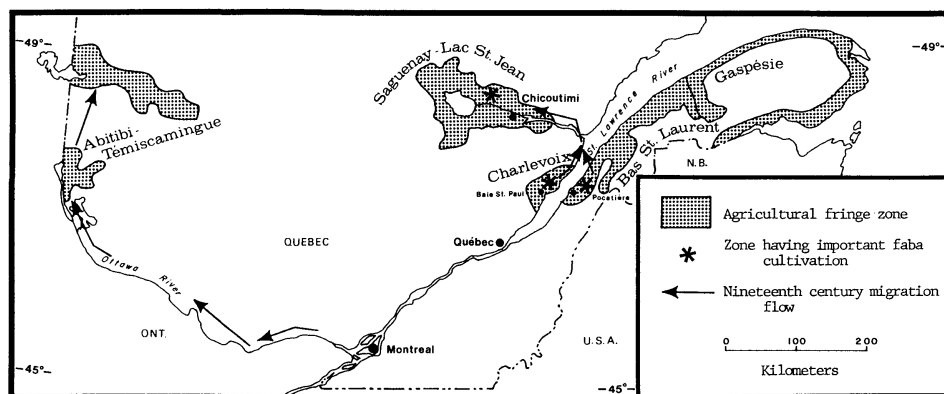 -49°-
-49°-
Saguenay-Lac St. Jean
Chicoutimi
Gaspésie
St. Lawrence River
Abitibi-
Témiscamingue
Bas St. Laurent
N.B.
Charlevoix
Baie St. Paul
Pocatière
Québec
QUEBEC
Ottawa River
ONT.
Montreal
U.S.A.
-45°
-45°-
Agricultural fringe zone
Zone having important faba
cultivation
Nineteenth century migration
flow
0 100 200
Kilometers